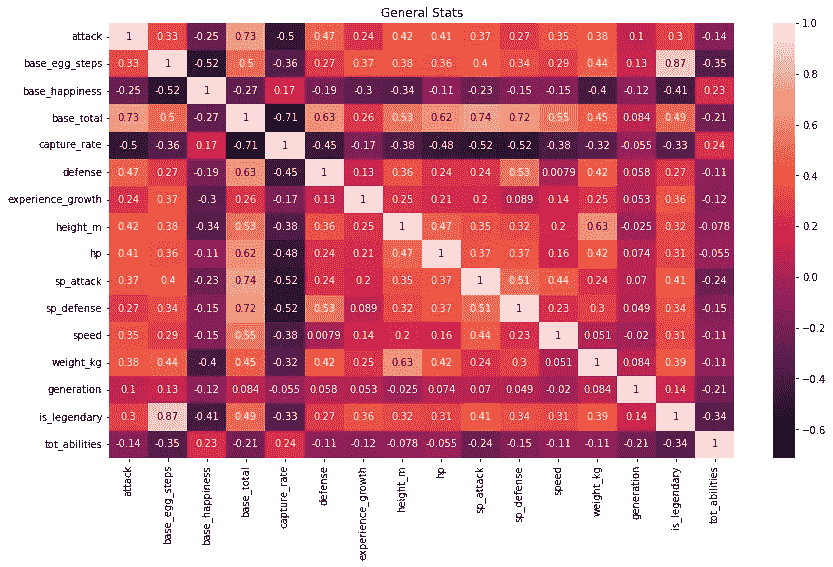 General Stats
attack 1 0.33 -0.25 0.73 -0.5 0.47 0.24 0.42 0.41 0.37 0.27 0.35 0.38 0.1 0.3 -0.14
base_egg_steps 0.33 1 -0.52 0.5 -0.36 0.27 0.37 0.38 0.36 0.4 0.34 0.29 0.44 0.13 0.87 -0.35
base_happiness -0.25 -0.52 1 -0.27 0.17 -0.19 -0.3 -0.34 -0.11 -0.23 -0.15 -0.15 -0.4 -0.12 -0.41 0.23
base_total 0.73 0.5 -0.27 1 -0.71 0.63 0.26 0.53 0.62 0.74 0.72 0.55 0.45 0.084 0.49 -0.21
capture_rate -0.5 -0.36 0.17 -0.71 1 -0.45 -0.17 -0.38 -0.48 -0.52 -0.52 -0.38 -0.32 -0.055 -0.33 0.24
defense 0.47 0.27 -0.19 0.63 -0.45 1 0.13 0.36 0.24 0.24 0.53 0.0079 0.42 0.058 0.27 -0.11
experience_growth 0.24 0.37 -0.3 0.26 -0.17 0.13 1 0.25 0.21 0.2 0.089 0.14 0.25 0.053 0.36 -0.12
height_m 0.42 0.38 -0.34 0.53 -0.38 0.36 0.25 1 0.47 0.35 0.32 0.2 0.63 -0.025 0.32 -0.078
hp 0.41 0.36 -0.11 0.62 -0.48 0.24 0.21 0.47 1 0.37 0.37 0.16 0.42 0.074 0.31 -0.055
sp_attack 0.37 0.4 -0.23 0.74 -0.52 0.24 0.2 0.35 0.37 1 0.51 0.44 0.24 0.07 0.41 -0.24
sp_defense 0.27 0.34 -0.15 0.72 -0.52 0.53 0.089 0.32 0.37 0.51 1 0.23 0.3 0.049 0.34 -0.15
speed 0.35 0.29 -0.15 0.55 -0.38 0.0079 0.14 0.2 0.16 0.44 0.23 1 0.051 -0.02 0.31 -0.11
weight_kg 0.38 0.44 -0.4 0.45 -0.32 0.42 0.25 0.63 0.42 0.24 0.3 0.051 1 0.084 0.39 -0.11
generation 0.1 0.13 -0.12 0.084 -0.055 0.058 0.053 -0.025 0.074 0.07 0.049 -0.02 0.084 1 0.14 -0.21
is_legendary 0.3 0.87 -0.41 0.49 -0.33 0.27 0.36 0.32 0.31 0.41 0.34 0.31 0.39 0.14 1 -0.34
tot_abilities -0.14 -0.35 0.23 -0.21 0.24 -0.11 -0.12 -0.078 -0.055 -0.24 -0.15 -0.11 -0.11 -0.21 -0.34 1
attack base_egg_steps base_happiness base_total capture_rate defense experience_growth height_m hp sp_attack sp_defense speed weight_kg generation is_legendary tot_abilities
1.0
0.8
0.6
0.4
0.2
0.0
−0.2
−0.4
−0.6